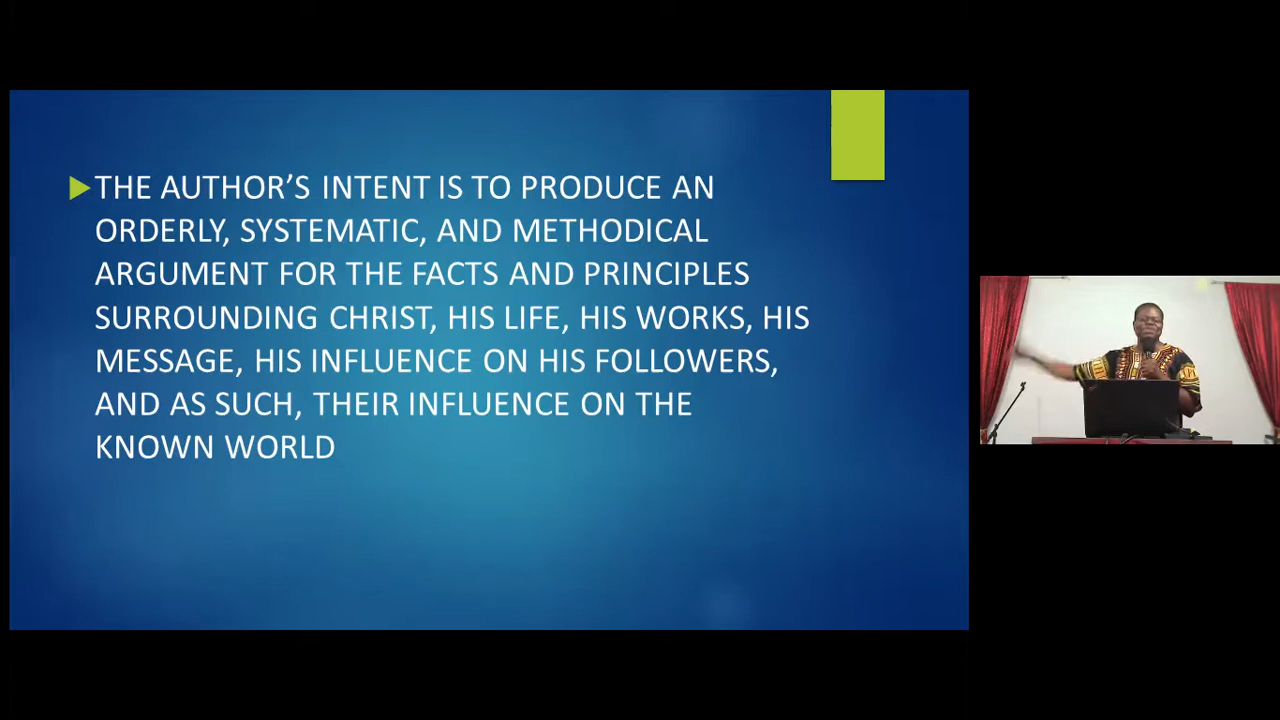 THE AUTHOR’S INTENT IS TO PRODUCE AN
ORDERLY, SYSTEMATIC, AND METHODICAL
ARGUMENT FOR THE FACTS AND PRINCIPLES
SURROUNDING CHRIST, HIS LIFE, HIS WORKS, HIS
MESSAGE, HIS INFLUENCE ON HIS FOLLOWERS,
AND AS SUCH, THEIR INFLUENCE ON THE
KNOWN WORLD